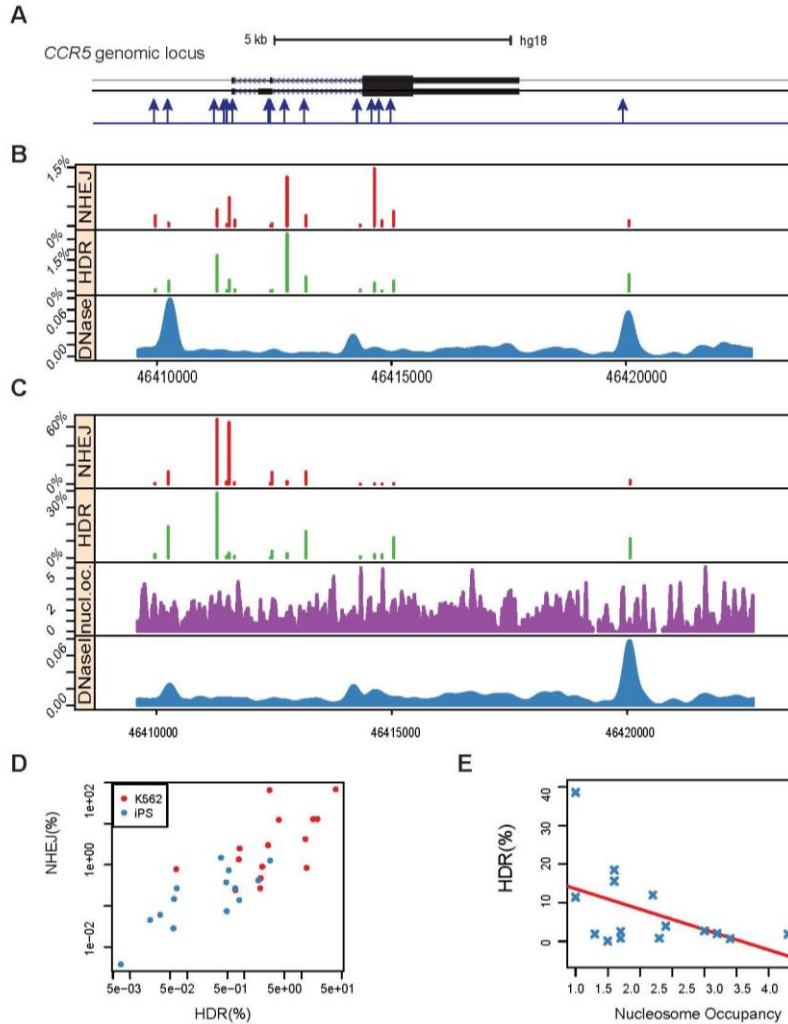 A
5 kb
hg18
CCR5 genomic locus
B
1.5%
NHEJ
0%
1.5%
HDR
0%
0.06
DNase
0.00
46410000
46415000
46420000
C
60%
NHEJ
0%
30%
HDR
0%
5
nucl.oc.
2
0
0.06
DNaseI
0.00
46410000
46415000
46420000
D
K562
iPS
NHEJ(%)
1e+02
1e+00
1e-02
5e-03
5e-02
5e-01
5e+00
5e+01
HDR(%)
E
HDR(%)
40
30
20
10
0
1.0
1.5
2.0
2.5
3.0
3.5
4.0
Nucleosome Occupancy